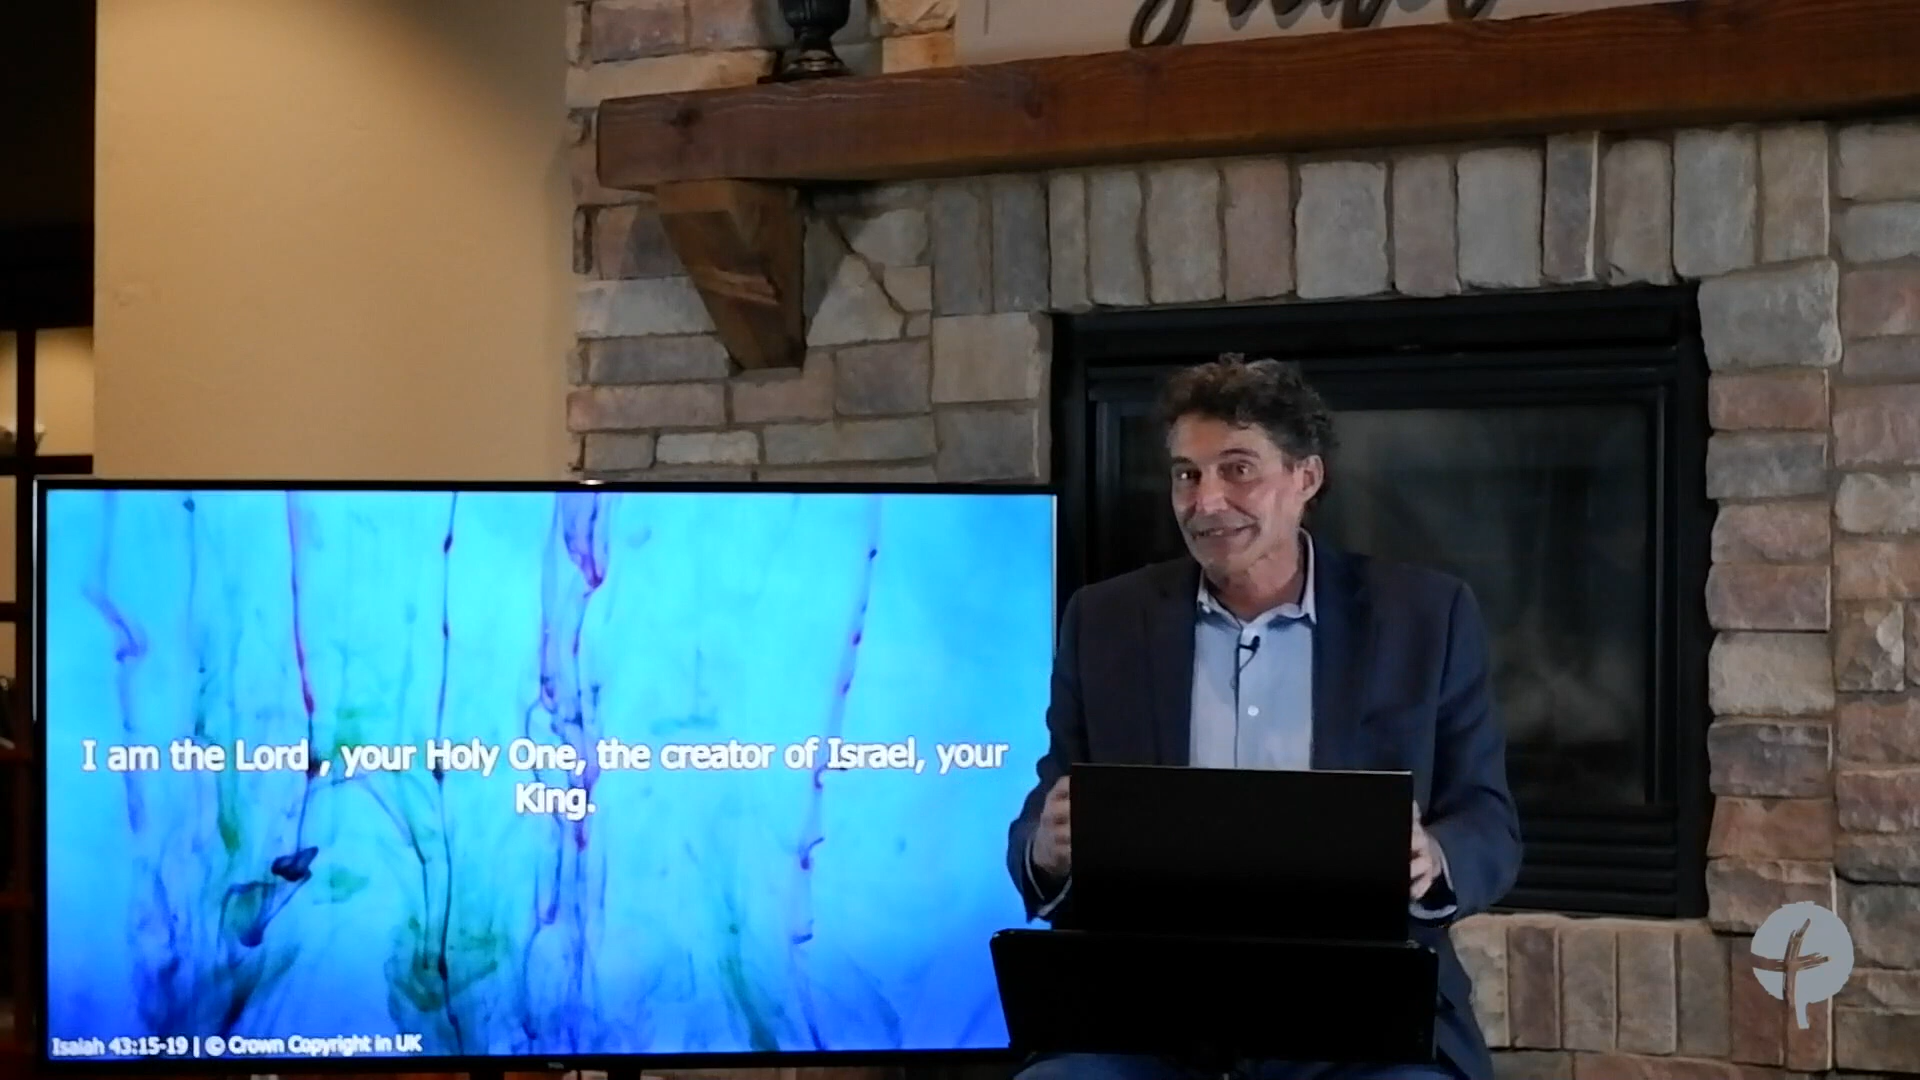 I am the Lord , your Holy One, the creator of Israel, your
King.
Isaiah 43:15-19 | © Crown Copyright in UK